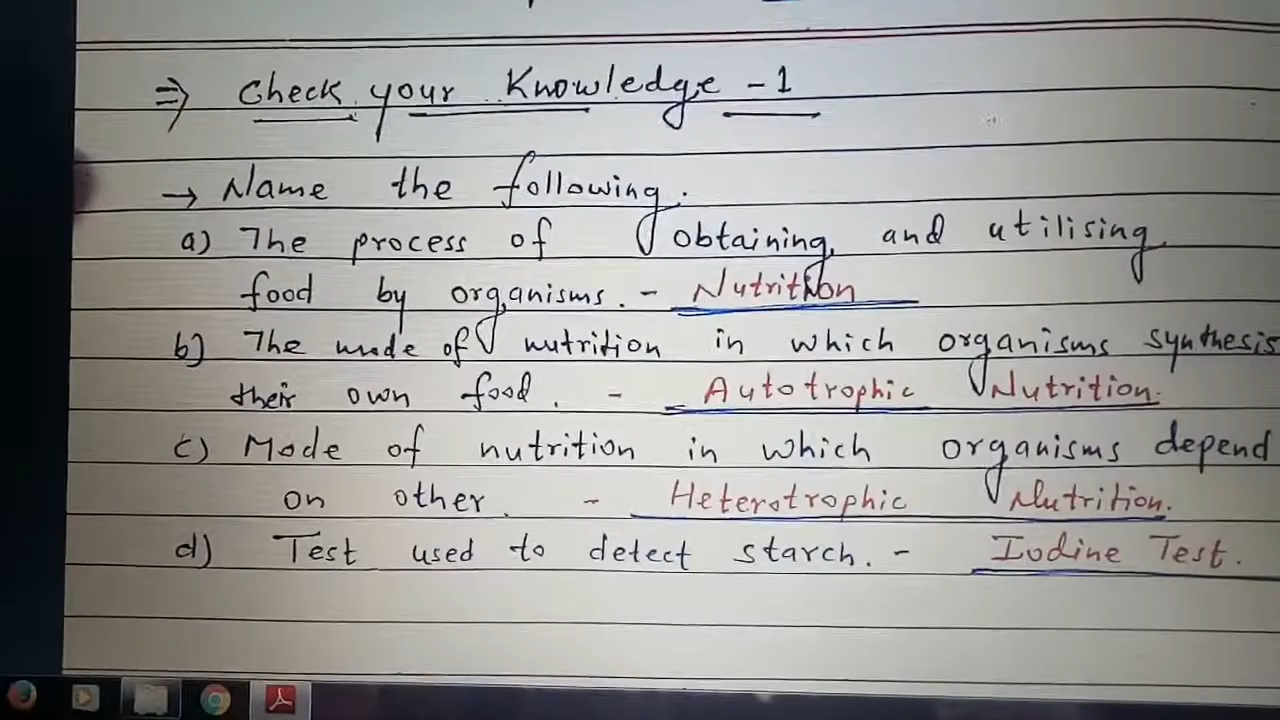 ⇒ Check your Knowledge - 1
→ Name the following.
a) The process of obtaining and utilising
food by organisms. - Nutrition
b) The mode of nutrition in which organisms synthesis
their own food. - Autotrophic Nutrition.
c) Mode of nutrition in which organisms depend
on other. - Heterotrophic Nutrition.
d) Test used to detect starch. - Iodine Test.